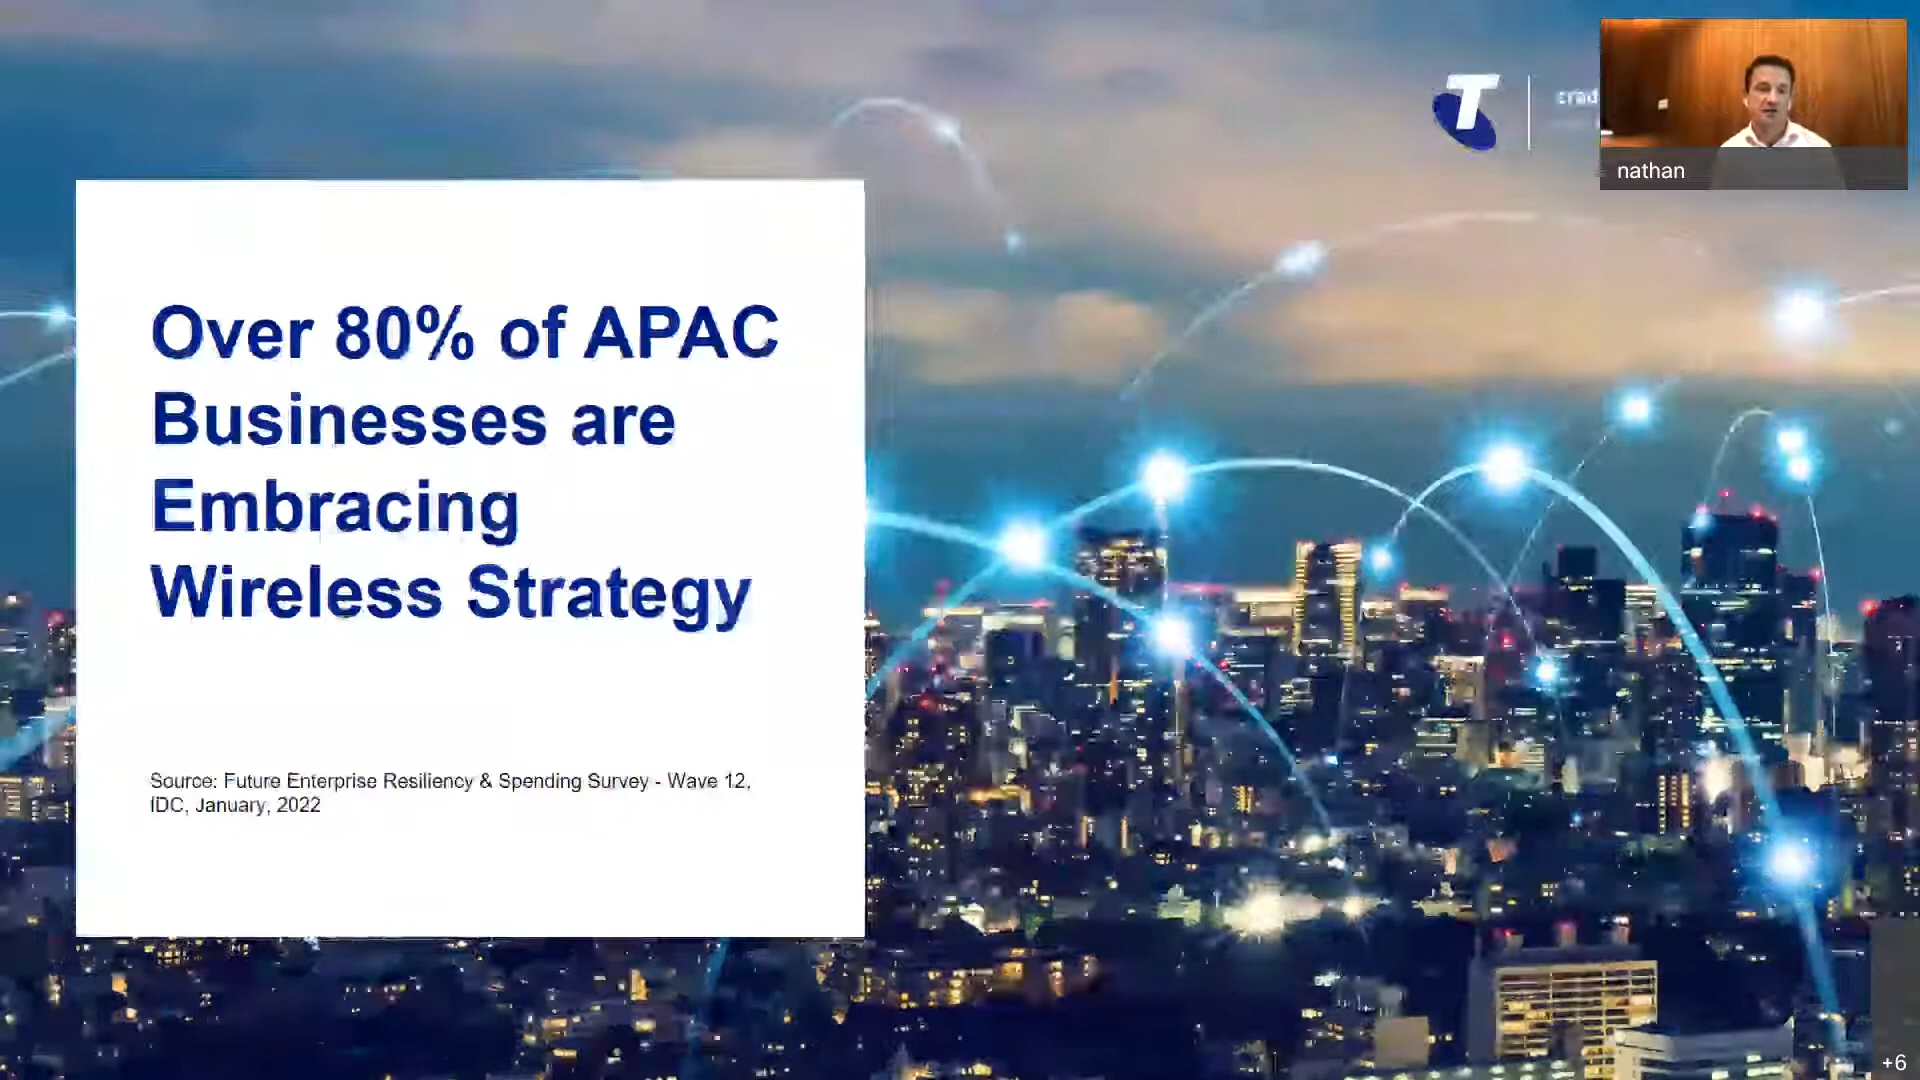 T
nathan
Over 80% of APAC
Businesses are
Embracing
Wireless Strategy
Source: Future Enterprise Resiliency & Spending Survey - Wave 12,
IDC, January, 2022
+6